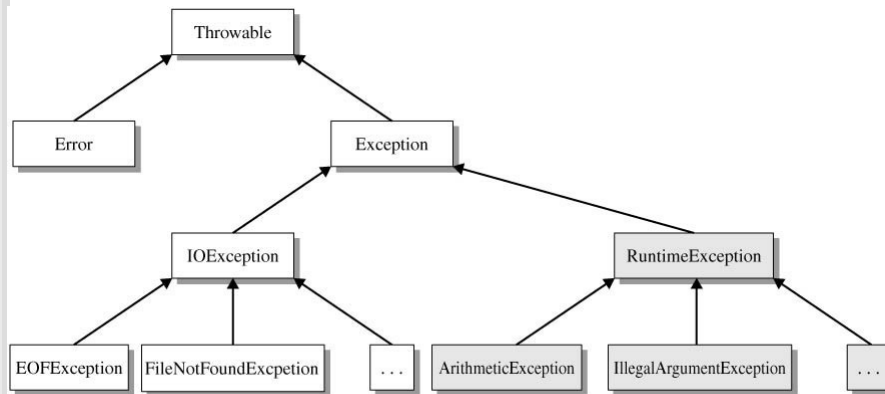 Throwable
Error
Exception
IOException
RuntimeException
EOFException
FileNotFoundExcpetion
...
ArithmeticException
IllegalArgumentException
...